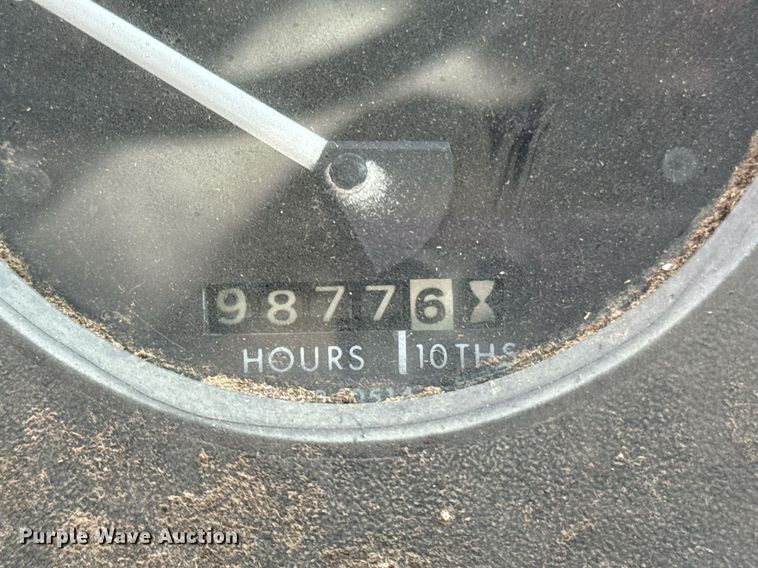 98776
HOURS | 10THS
Purple Wave Auction